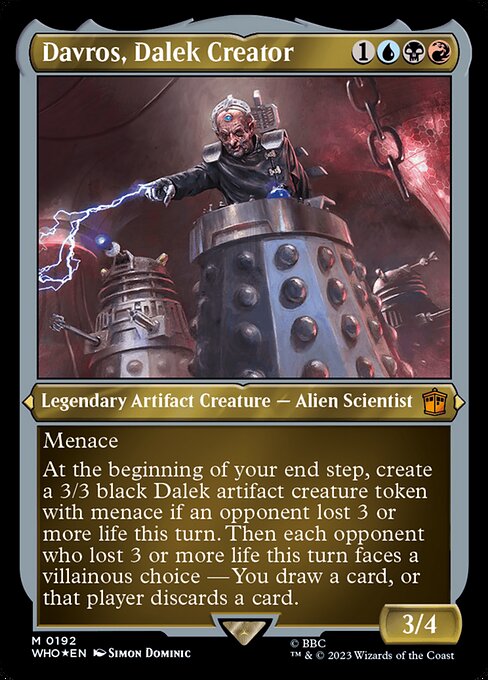 Davros, Dalek Creator 1
Legendary Artifact Creature — Alien Scientist
Menace
At the beginning of your end step, create
a 3/3 black Dalek artifact creature token
with menace if an opponent lost 3 or
more life this turn. Then each opponent
who lost 3 or more life this turn faces a
villainous choice — You draw a card, or
that player discards a card.
3/4
M 0192
WHO★EN Simon Dominic
© BBC
™ & © 2023 Wizards of the Coast